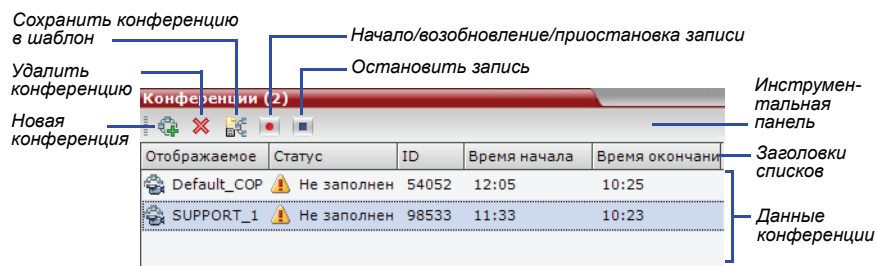 Сохранить конференцию
в шаблон
Начало/возобновление/приостановка записи
Удалить
конференцию
Остановить запись
Новая
конференция
Инструмен-
тальная
панель
Заголовки
списков
Данные
конференции
Конференции (2)
Отображаемое Статус ID Время начала Время окончани
Default_COP Не заполнен 54052 12:05 10:25
SUPPORT_1 Не заполнен 98533 11:33 10:23